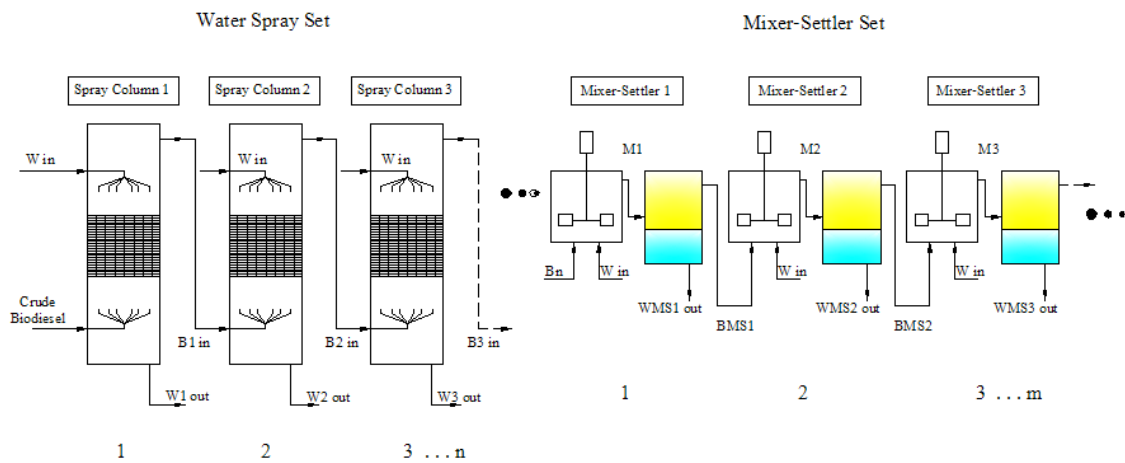 Water Spray Set
Mixer-Settler Set
Spray Column 1
Spray Column 2
Spray Column 3
Mixer-Settler 1
Mixer-Settler 2
Mixer-Settler 3
M1
M2
M3
W in
W in
W in
Bn
W in
W in
W in
Crude
Biodiesel
WMS1 out
WMS2 out
WMS3 out
BMS1
BMS2
B1 in
B2 in
B3 in
W1 out
W2 out
W3 out
1
2
3 . . . m
1
2
3 . . . n